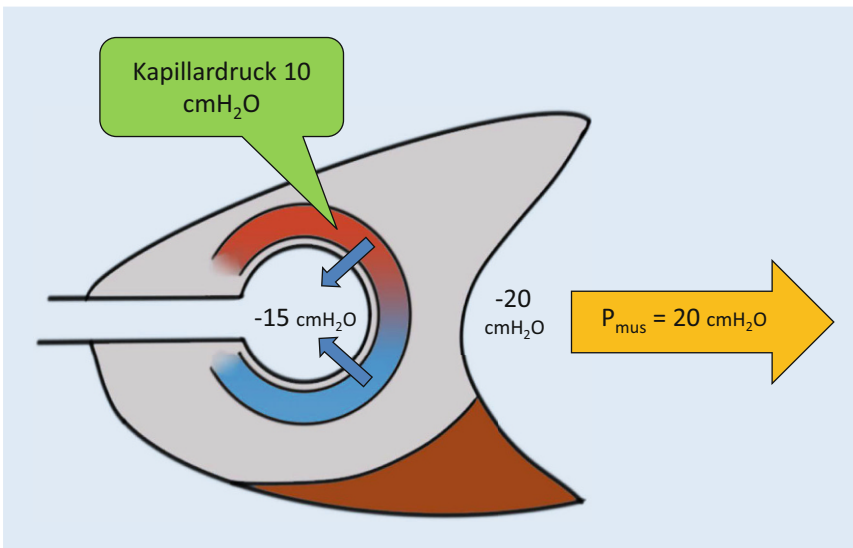 Kapillardruck 10
cmH₂O
-15 cmH₂O
-20
cmH₂O
Pmus = 20 cmH₂O